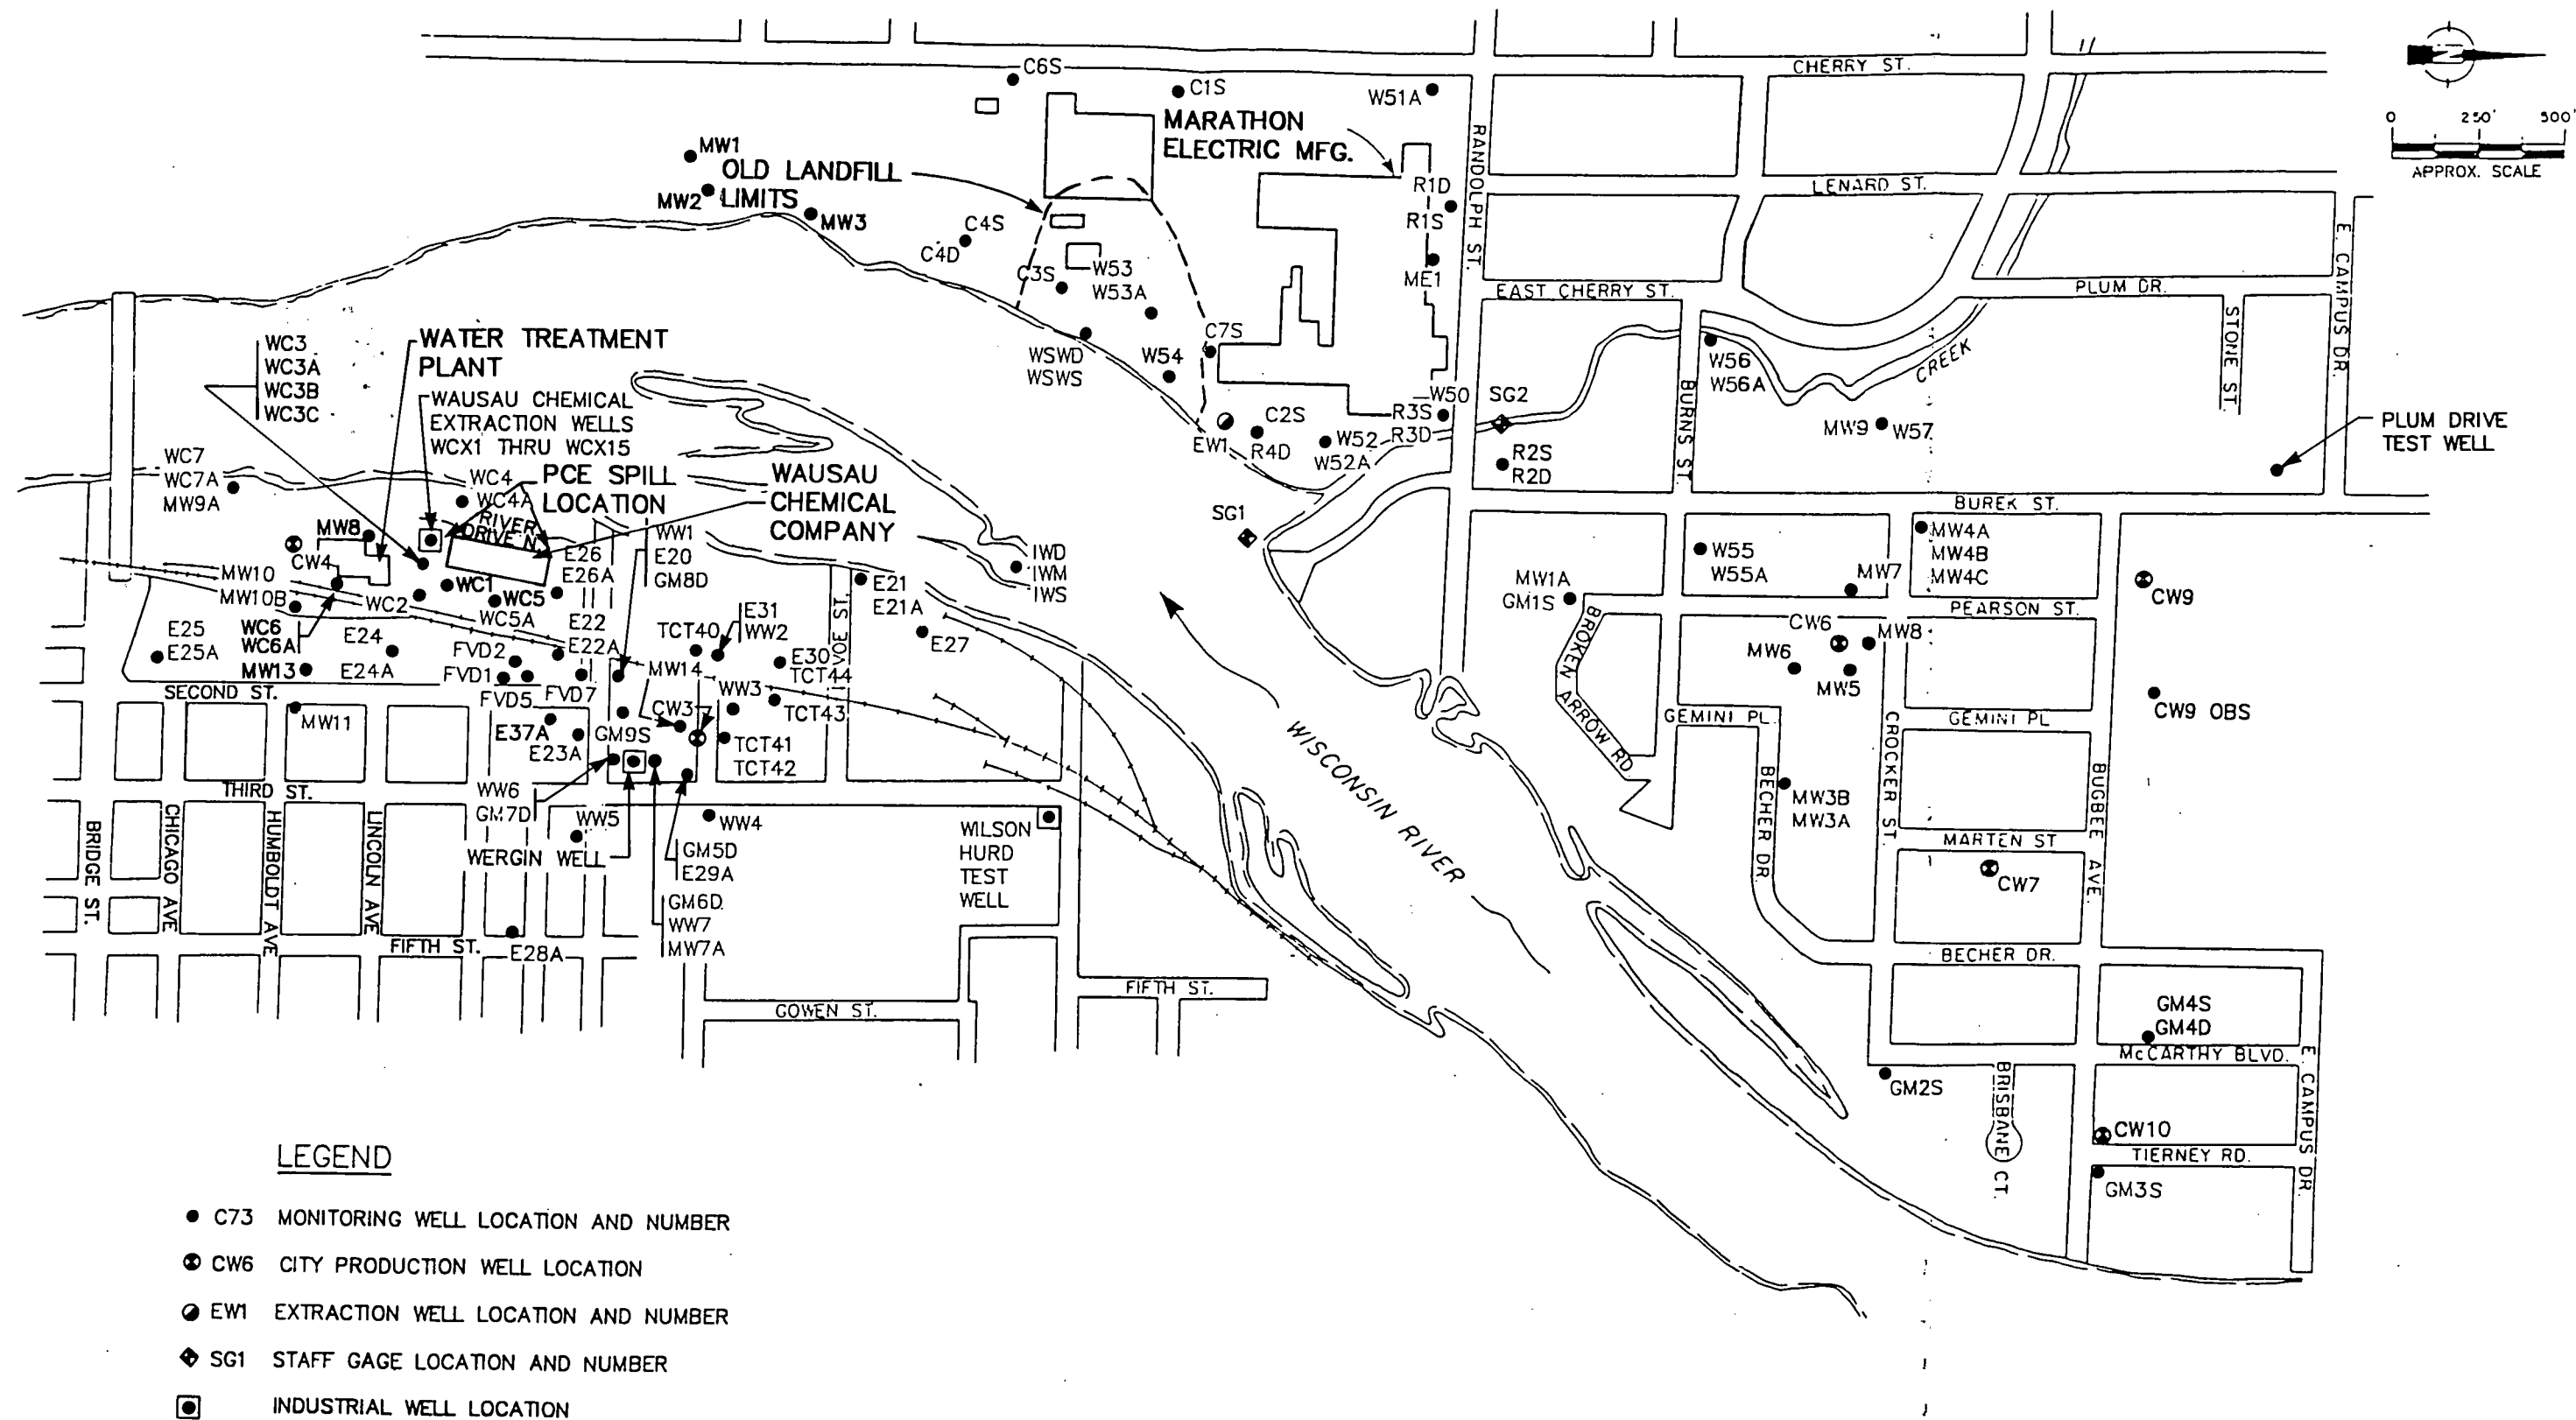 CHERRY ST.
C6S
C1S
W51A
MARATHON
ELECTRIC MFG.
N
0 250' 500'
APPROX. SCALE
MW1
OLD LANDFILL
LIMITS
MW2
MW3
RANDOLPH ST.
R1D
R1S
LENARD ST.
C4S
C4D
C3S
W53
W53A
ME1
EAST CHERRY ST.
PLUM DR.
E. CAMPUS DR.
STONE ST.
WC3
WC3A
WC3B
WC3C
WATER TREATMENT
PLANT
WSWD
WSWS
W54
C7S
W56
W56A
CREEK
BURNS ST.
WAUSAU CHEMICAL
EXTRACTION WELLS
WCX1 THRU WCX15
W50
R3S
R3D
SG2
C2S
EW1
R4D
W52
W52A
R2S
R2D
MW9
W57
PLUM DRIVE
TEST WELL
WC7
WC7A
MW9A
WC4
WC4A
PCE SPILL
LOCATION
WAUSAU
CHEMICAL
COMPANY
RIVER
DRIVE N.
BUREK ST.
SG1
MW8
CW4
E26
E26A
WW1
E20
GM8D
IWD
IWM
IWS
W55
W55A
MW4A
MW4B
MW4C
MW7
MW1A
GM1S
CW9
PEARSON ST.
MW10
MW10B
WC2
WC1
WC5
WC5A
E21
E21A
E22
E22A
E31
WW2
TCT40
E27
E25
E25A
WC6
WC6A
E24
E24A
MW13
FVD2
FVD1
FVD5
FVD7
MW14
E30
TCT44
WW3
TCT43
CW3
CW6
MW8
MW6
MW5
CW9 OBS
BROKEN ARROW RD.
SECOND ST.
MW11
E37A
E23A
GM9S
TCT41
TCT42
GEMINI PL.
GEMINI PL
CROCKER ST.
WISCONSIN RIVER
THIRD ST.
WW6
GM7D
WW5
WW4
BECHER DR.
MW3B
MW3A
BUGBEE AVE.
MARTEN ST
CW7
BRIDGE ST.
CHICAGO AVE
HUMBOLDT AVE
LINCOLN AVE
WERGIN WELL
GM5D
E29A
WILSON
HURD
TEST
WELL
GM6D
WW7
MW7A
FIFTH ST.
E28A
BECHER DR.
FIFTH ST.
GOWEN ST.
GM4S
GM4D
McCARTHY BLVD.
E. CAMPUS DR.
GM2S
BRISBANE CT.
CW10
TIERNEY RD.
GM3S
LEGEND
C73 MONITORING WELL LOCATION AND NUMBER
CW6 CITY PRODUCTION WELL LOCATION
EW1 EXTRACTION WELL LOCATION AND NUMBER
SG1 STAFF GAGE LOCATION AND NUMBER
INDUSTRIAL WELL LOCATION